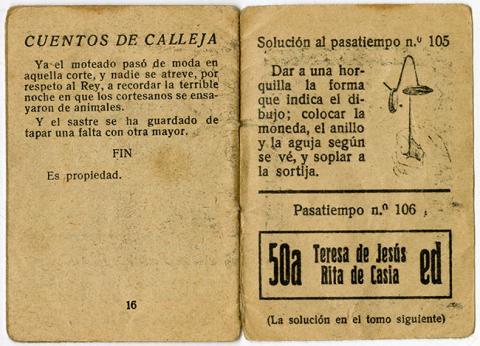 CUENTOS DE CALLEJA
Ya el moteado pasó de moda en
aquella corte, y nadie se atreve, por
respeto al Rey, a recordar la terrible
noche en que los cortesanos se ensa-
yaron de animales.
Y el sastre se ha guardado de
tapar una falta con otra mayor.
FIN
Es propiedad.
16
Solución al pasatiempo n.º 105
Dar a una hor-
quilla la forma
que indica el di-
bujo; colocar la
moneda, el anillo
y la aguja según
se vé, y soplar a
la sortija.
Pasatiempo n.º 106
50a Teresa de Jesús ed
Rita de Casia
(La solución en el tomo siguiente)